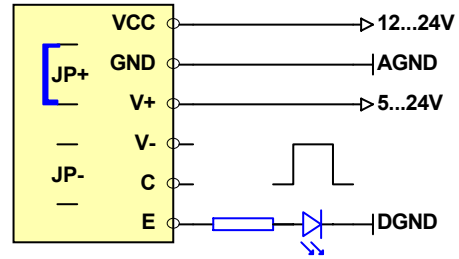 VCC 12...24V
GND AGND
JP+
V+ 5...24V
V-
JP- C
E DGND